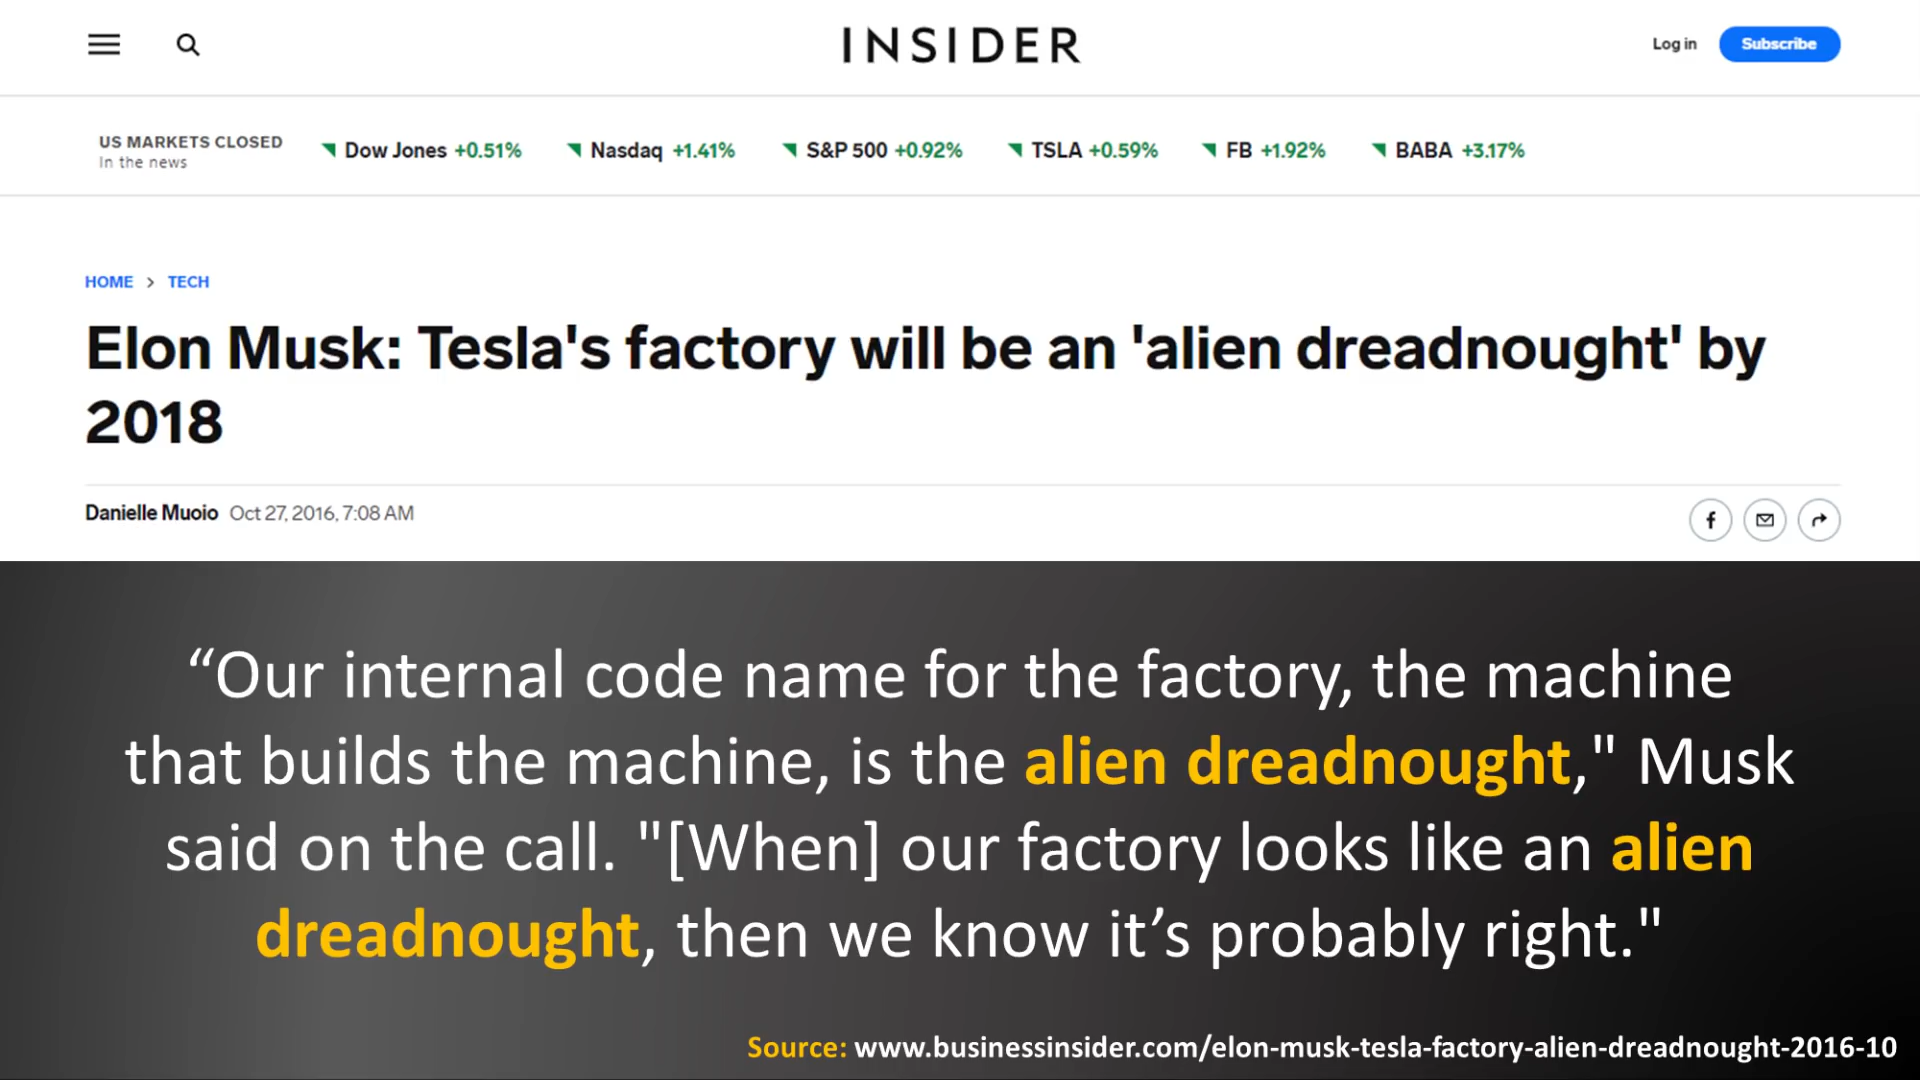 INSIDER
Log in
Subscribe
US MARKETS CLOSED
In the news
Dow Jones +0.51%
Nasdaq +1.41%
S&P 500 +0.92%
TSLA +0.59%
FB +1.92%
BABA +3.17%
HOME > TECH
Elon Musk: Tesla's factory will be an 'alien dreadnought' by
2018
Danielle Muoio Oct 27, 2016, 7:08 AM
“Our internal code name for the factory, the machine
that builds the machine, is the alien dreadnought," Musk
said on the call. "[When] our factory looks like an alien
dreadnought, then we know it’s probably right."
Source: www.businessinsider.com/elon-musk-tesla-factory-alien-dreadnought-2016-10